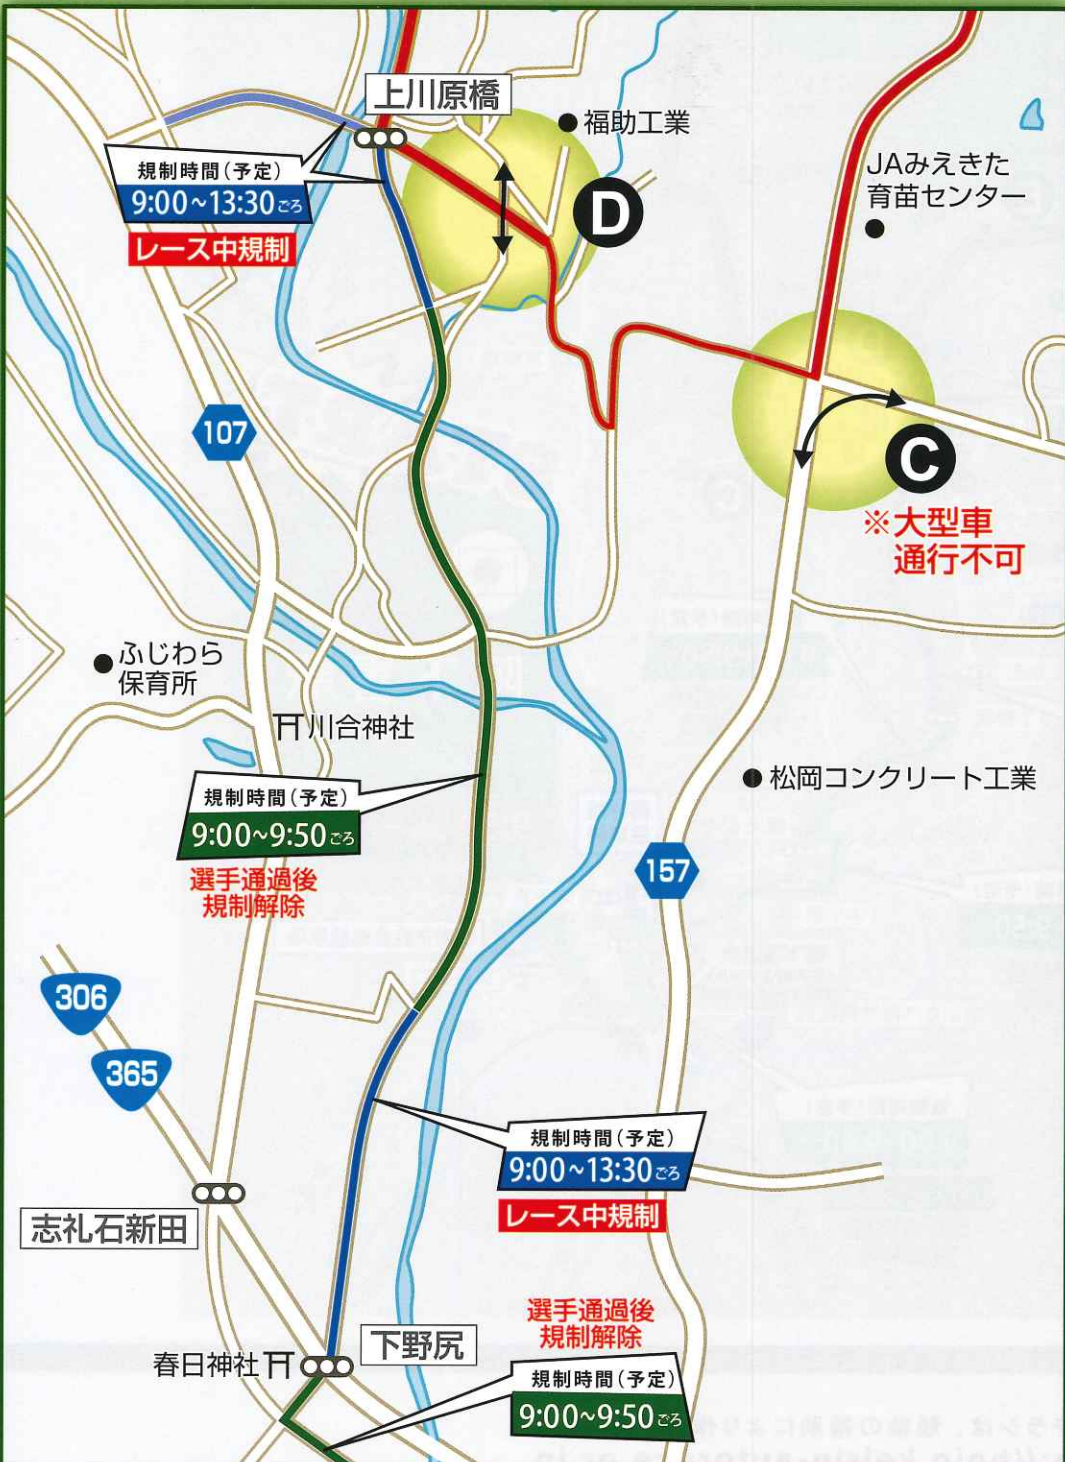 上川原橋
福助工業
JAみえきた
育苗センター
規制時間(予定)
9:00~13:30ごろ
レース中規制
D
107
C
※大型車
通行不可
ふじわら
保育所
川合神社
規制時間(予定)
9:00~9:50ごろ
選手通過後
規制解除
松岡コンクリート工業
157
306
365
規制時間(予定)
9:00~13:30ごろ
レース中規制
志礼石新田
選手通過後
規制解除
下野尻
春日神社
規制時間(予定)
9:00~9:50ごろ